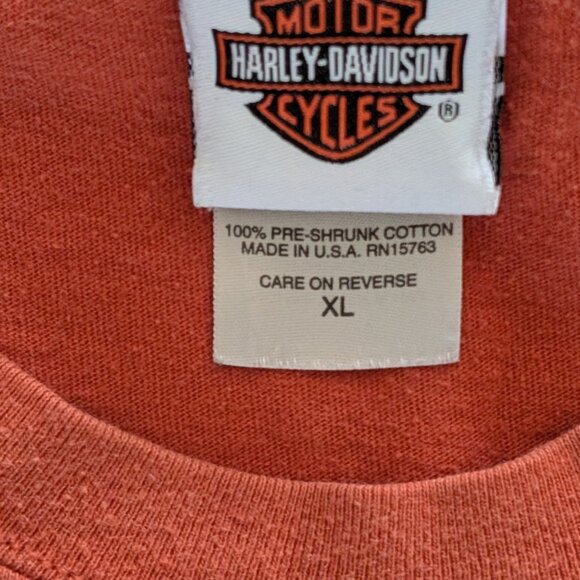 MOTOR
HARLEY-DAVIDSON
CYCLES
®
100% PRE-SHRUNK COTTON
MADE IN U.S.A. RN15763
CARE ON REVERSE
XL